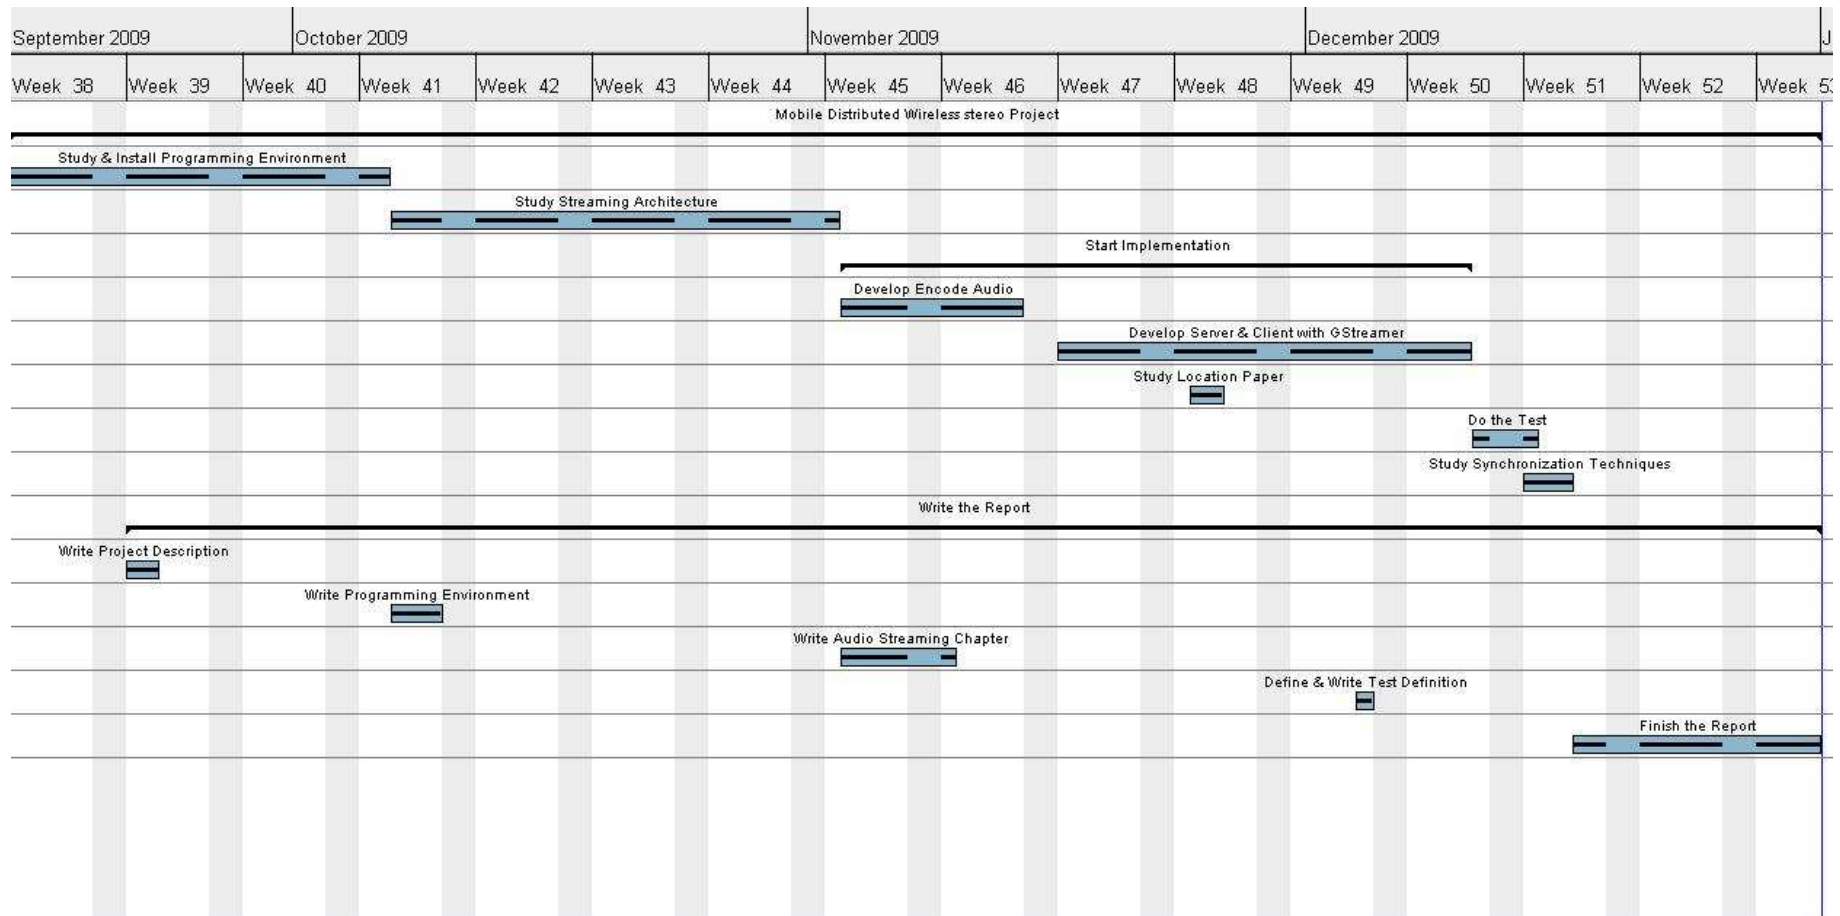 September 2009 October 2009 November 2009 December 2009 J
Week 38 Week 39 Week 40 Week 41 Week 42 Week 43 Week 44 Week 45 Week 46 Week 47 Week 48 Week 49 Week 50 Week 51 Week 52 Week 53
Mobile Distributed Wireless stereo Project
Study & Install Programming Environment
Study Streaming Architecture
Start Implementation
Develop Encode Audio
Develop Server & Client with GStreamer
Study Location Paper
Do the Test
Study Synchronization Techniques
Write the Report
Write Project Description
Write Programming Environment
Write Audio Streaming Chapter
Define & Write Test Definition
Finish the Report